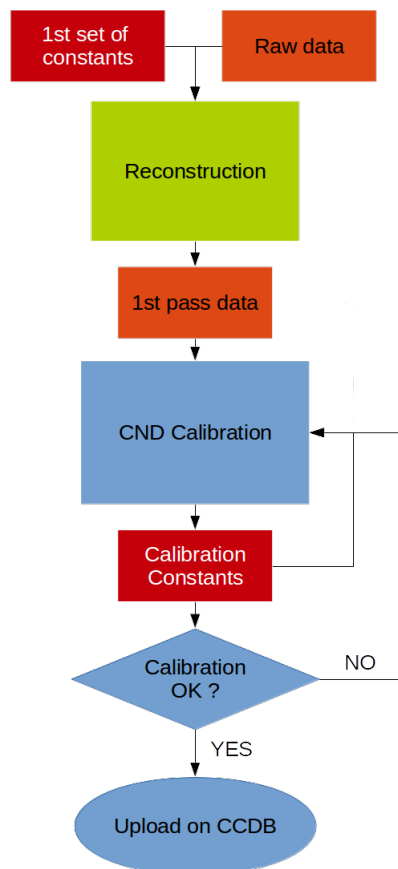 1st set of
constants
Raw data
Reconstruction
1st pass data
CND Calibration
Calibration
Constants
Calibration
OK ?
NO
YES
Upload on CCDB